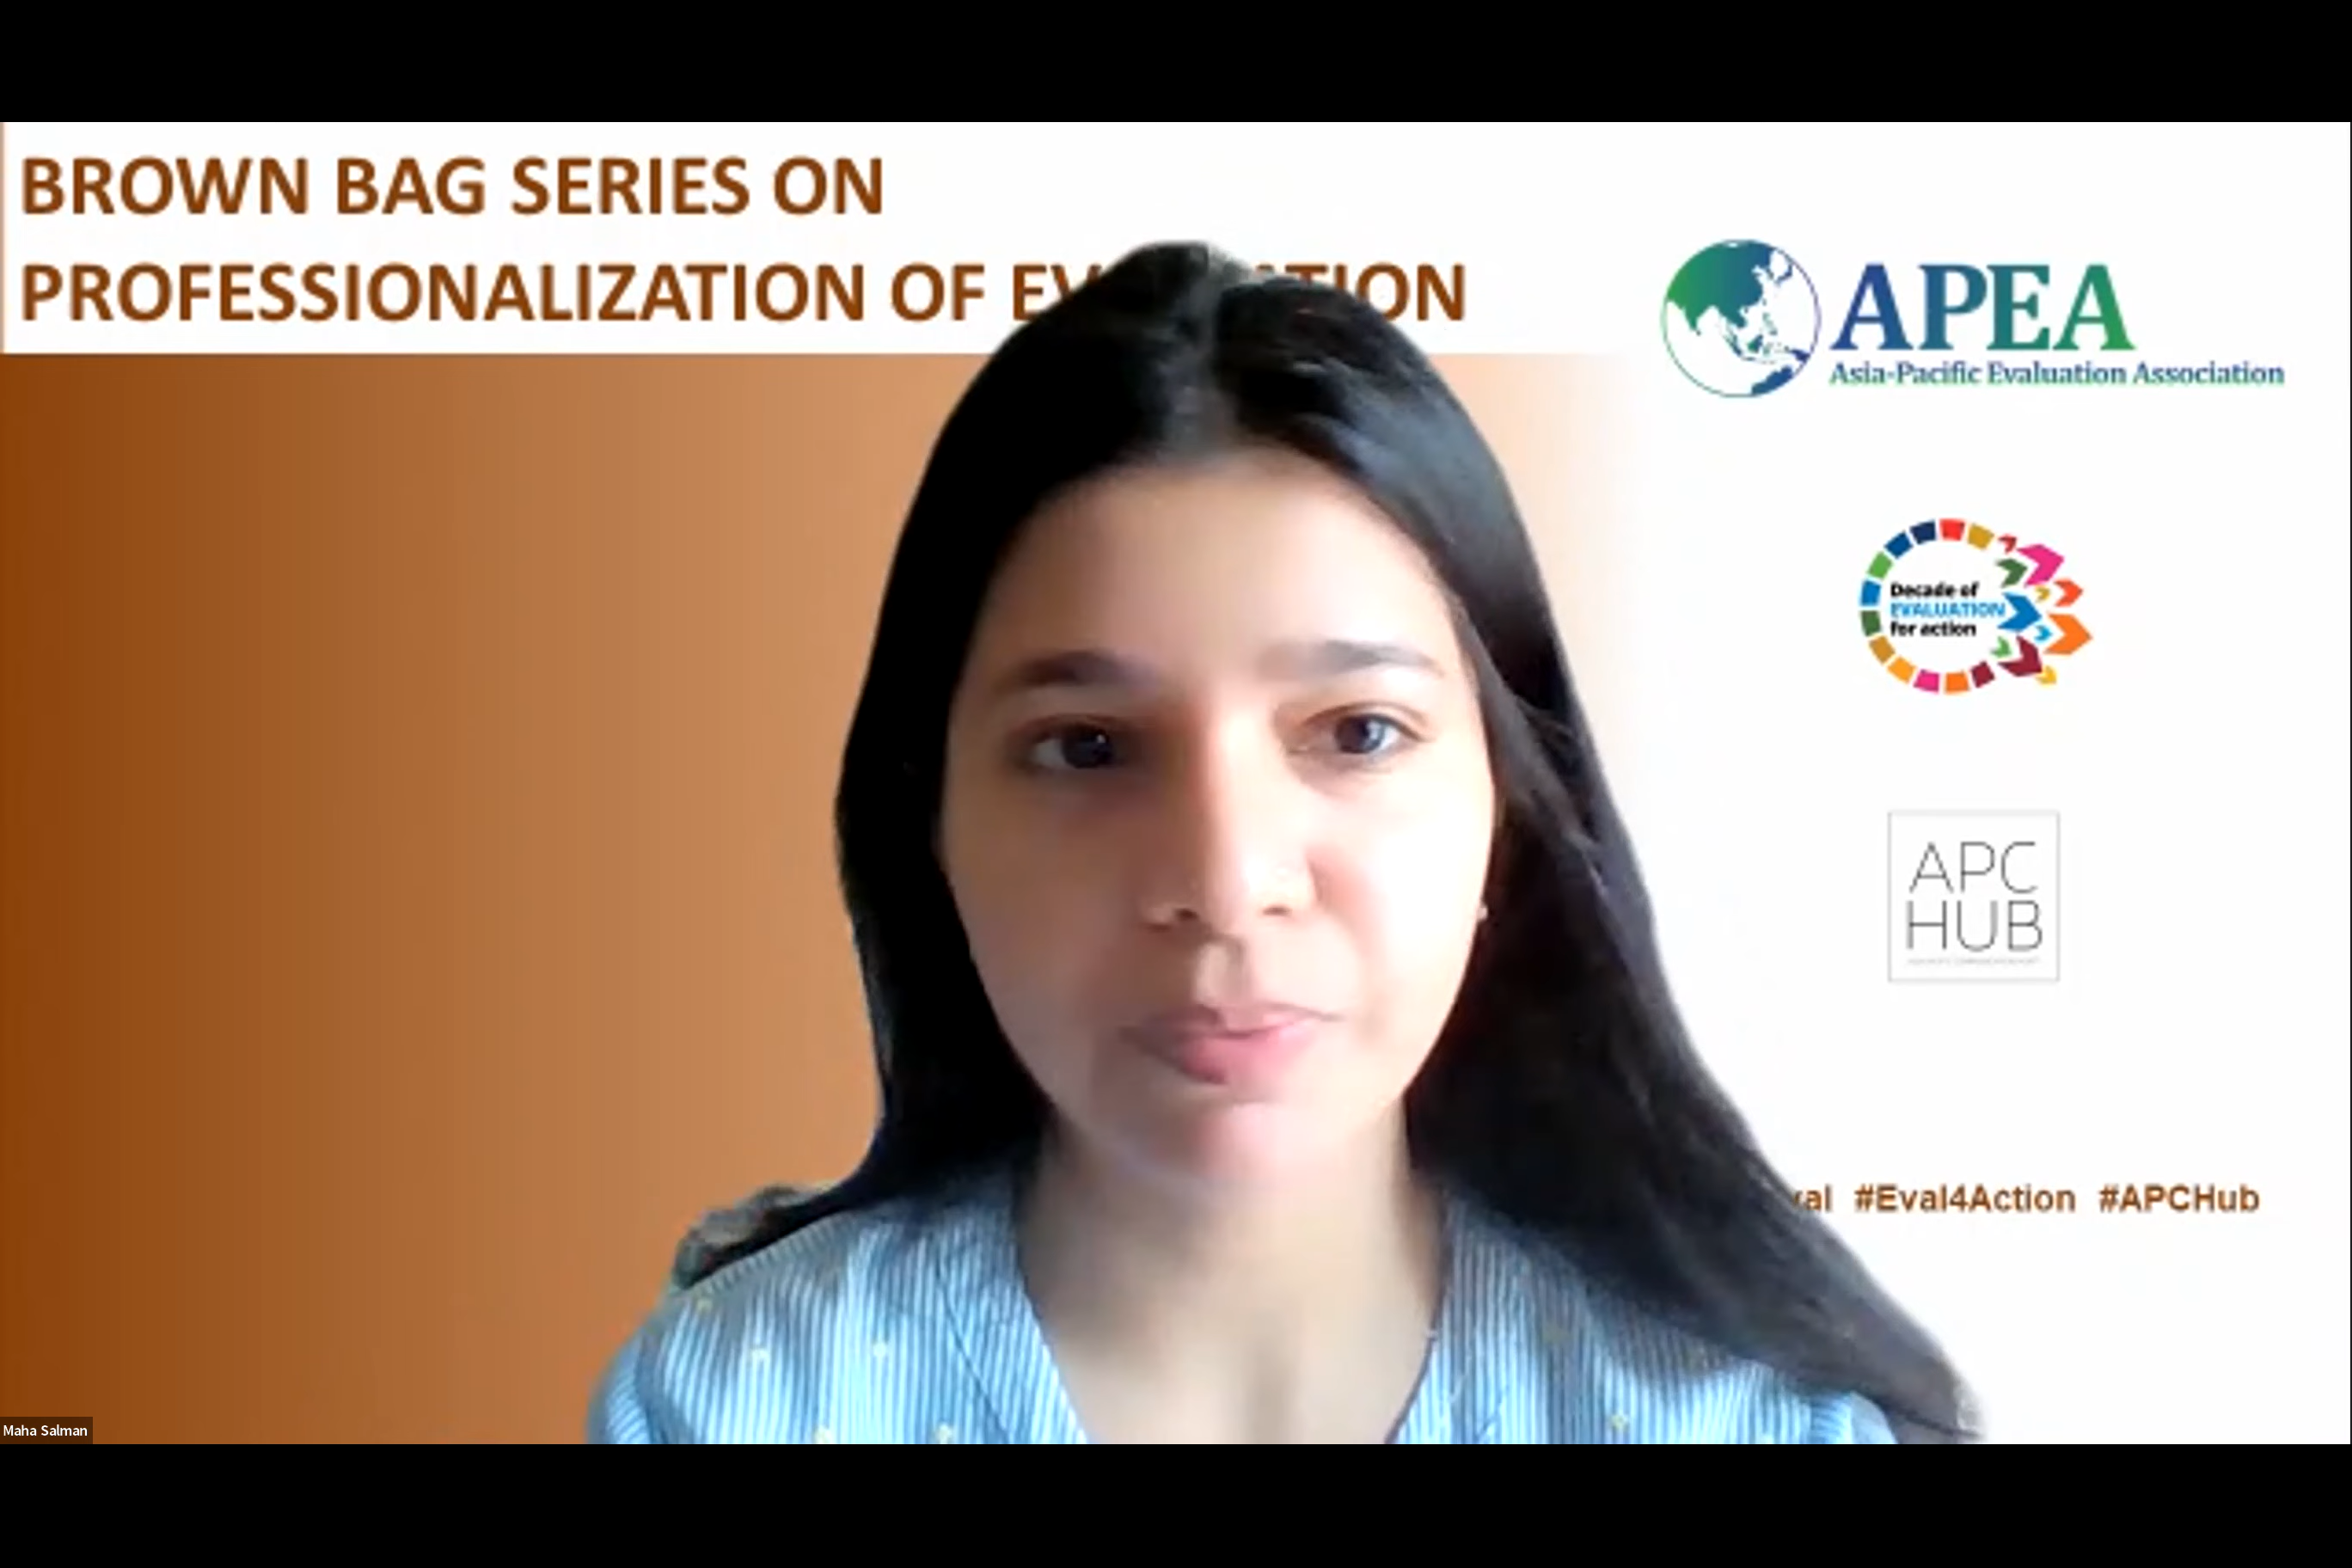 BROWN BAG SERIES ON
PROFESSIONALIZATION OF EV TION
APEA
Asia-Pacific Evaluation Association
Decade of
EVALUATION
for action
APC
HUB
val #Eval4Action #APCHub
Maha Salman